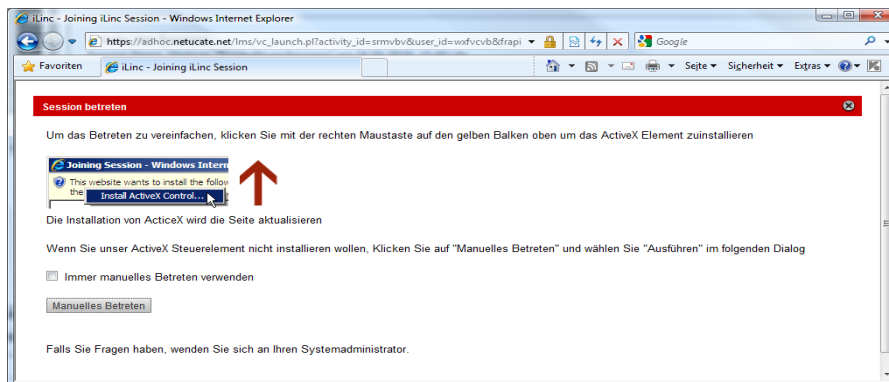 iLinc - Joining iLinc Session - Windows Internet Explorer
https://adhoc.netucate.net/lms/vc_launch.pl?activity_id=srmvbv&user_id=wxfvcvb&frapi
Google
Favoriten
iLinc - Joining iLinc Session
Seite
Sicherheit
Extras
Session betreten
Um das Betreten zu vereinfachen, klicken Sie mit der rechten Maustaste auf den gelben Balken oben um das ActiveX Element zuinstallieren
Joining Session - Windows Intern
This website wants to install the follow
the
Install ActiveX Control...
Die Installation von ActiceX wird die Seite aktualisieren
Wenn Sie unser ActiveX Steuerelement nicht installieren wollen, Klicken Sie auf "Manuelles Betreten" und wählen Sie "Ausführen" im folgenden Dialog
Immer manuelles Betreten verwenden
Manuelles Betreten
Falls Sie Fragen haben, wenden Sie sich an Ihren Systemadministrator.